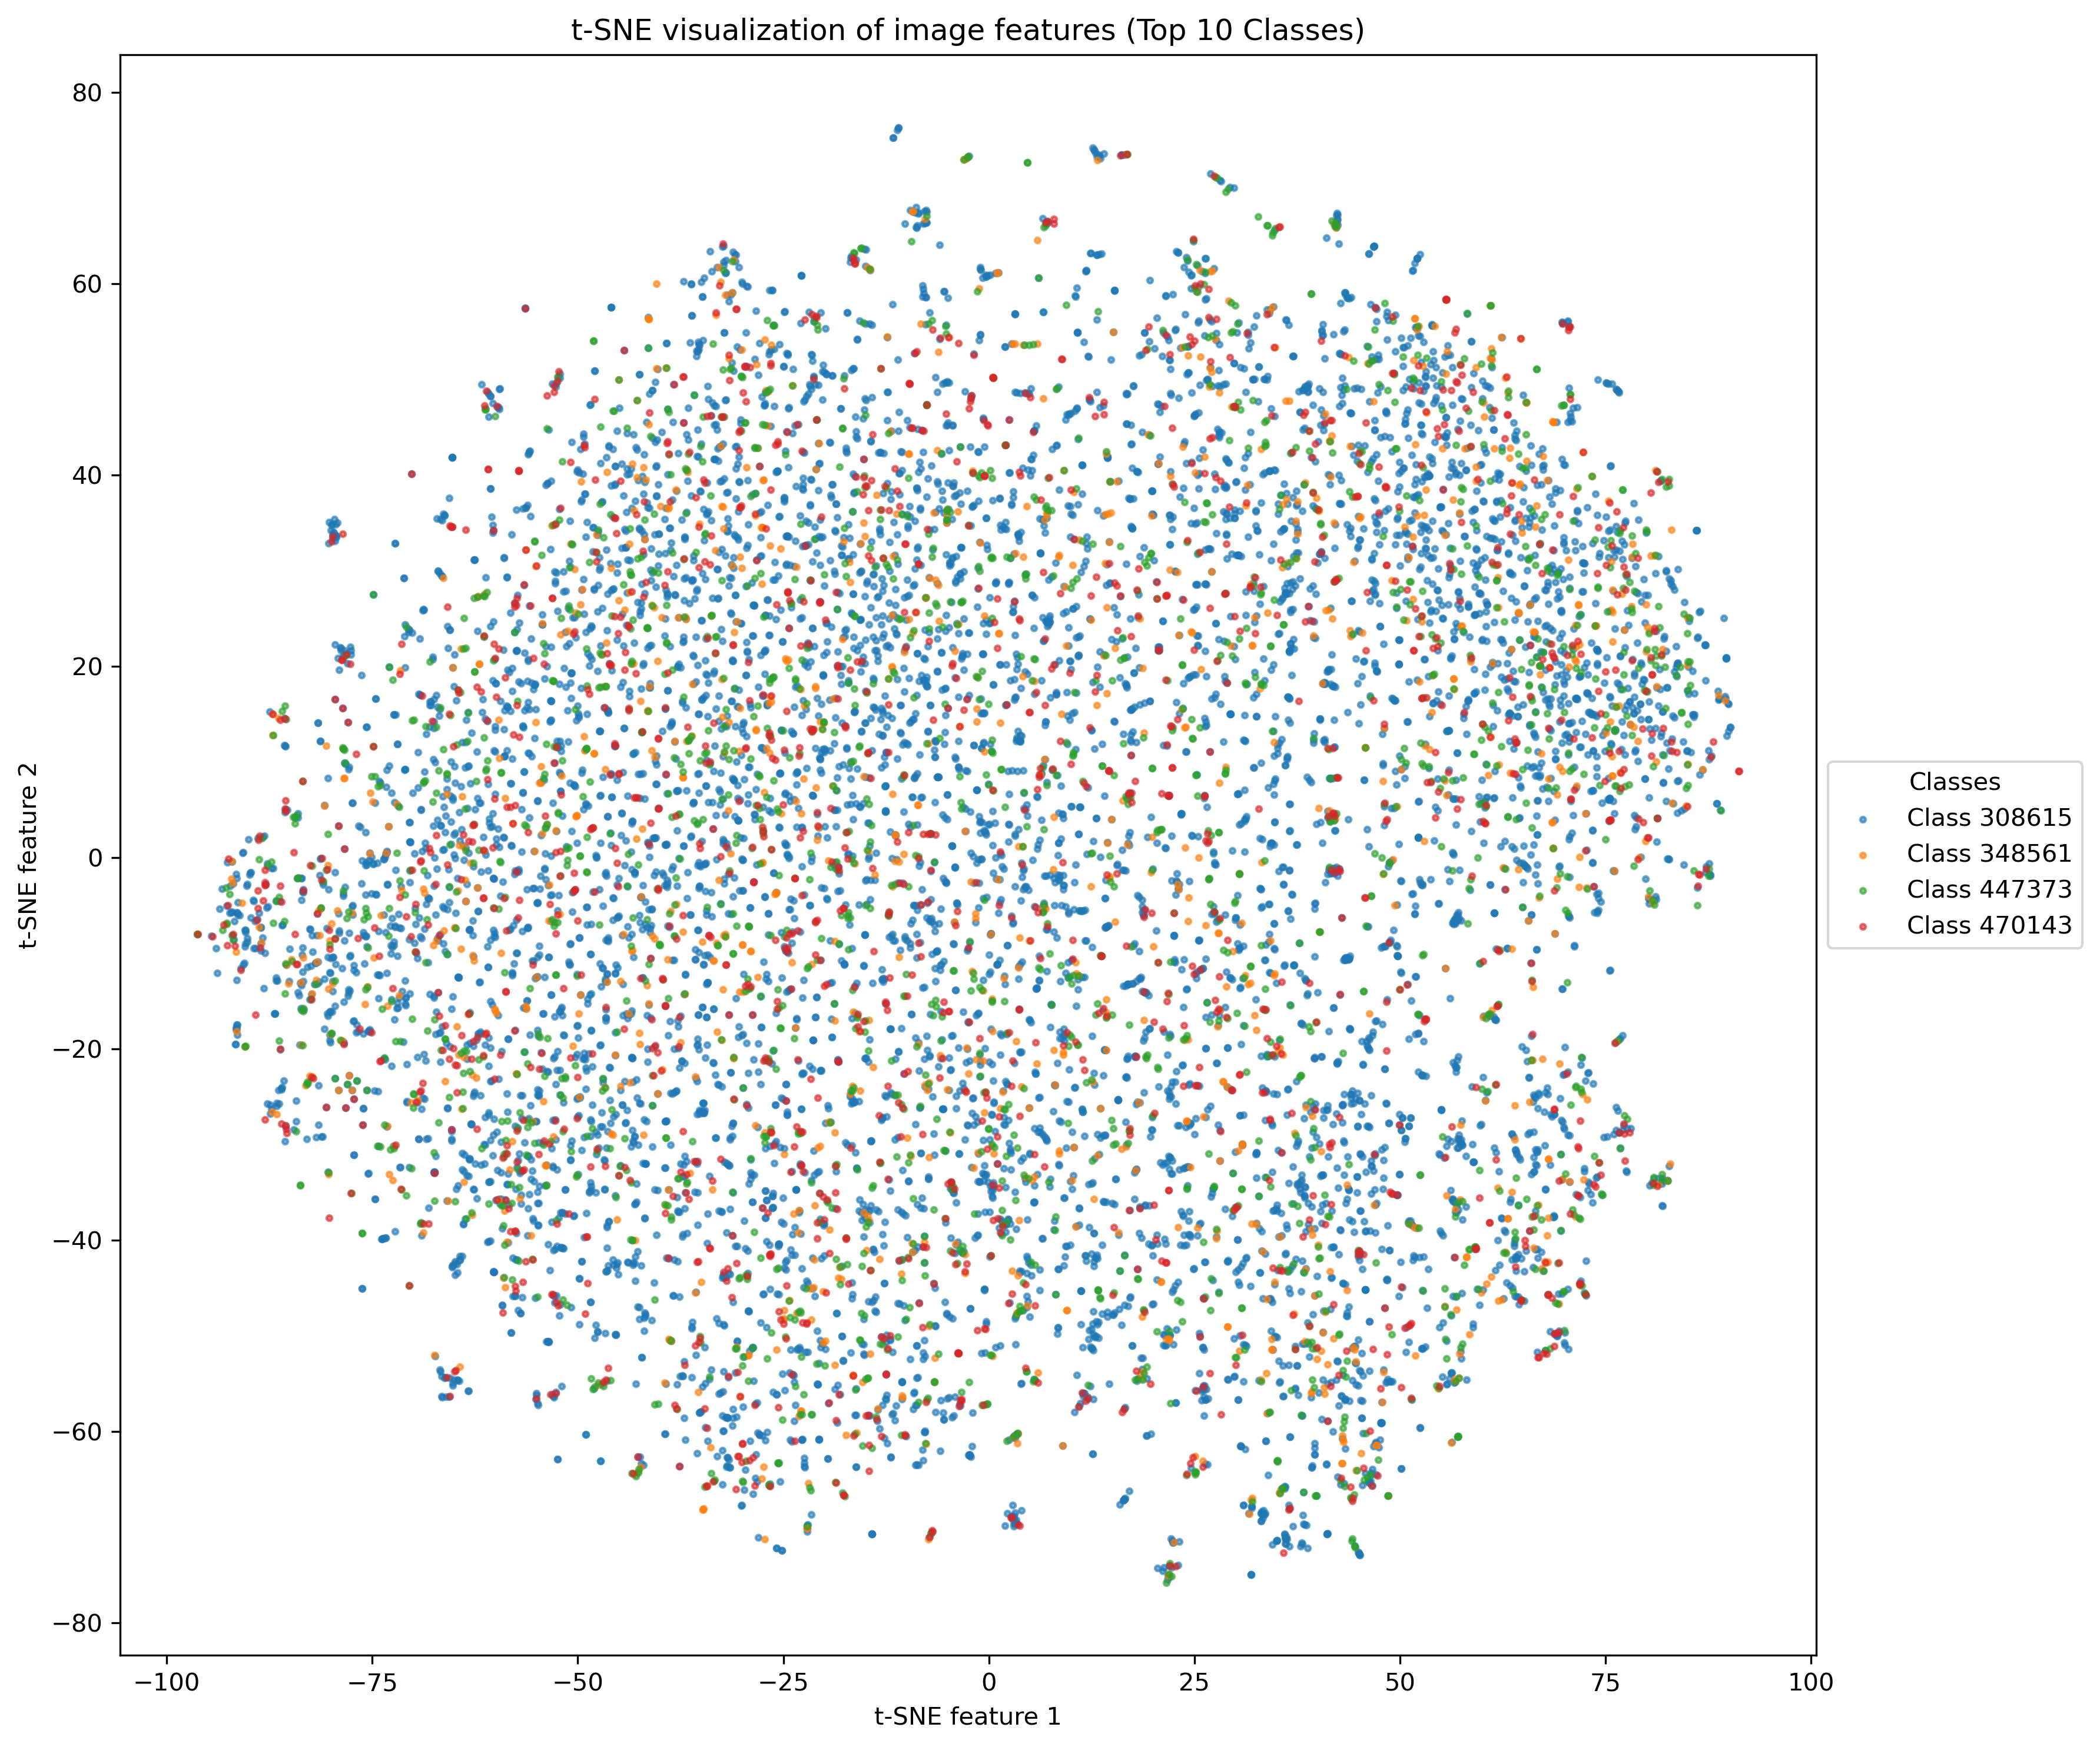 t-SNE visualization of image features (Top 10 Classes)
80
60
40
20
0
−20
−40
−60
−80
t-SNE feature 2
−100
−75
−50
−25
0
25
50
75
100
t-SNE feature 1
Classes
Class 308615
Class 348561
Class 447373
Class 470143